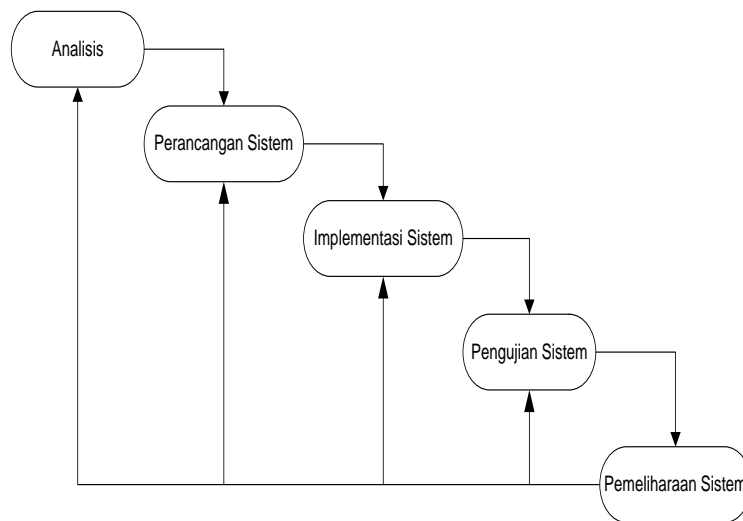 Analisis
Perancangan Sistem
Implementasi Sistem
Pengujian Sistem
Pemeliharaan Sistem